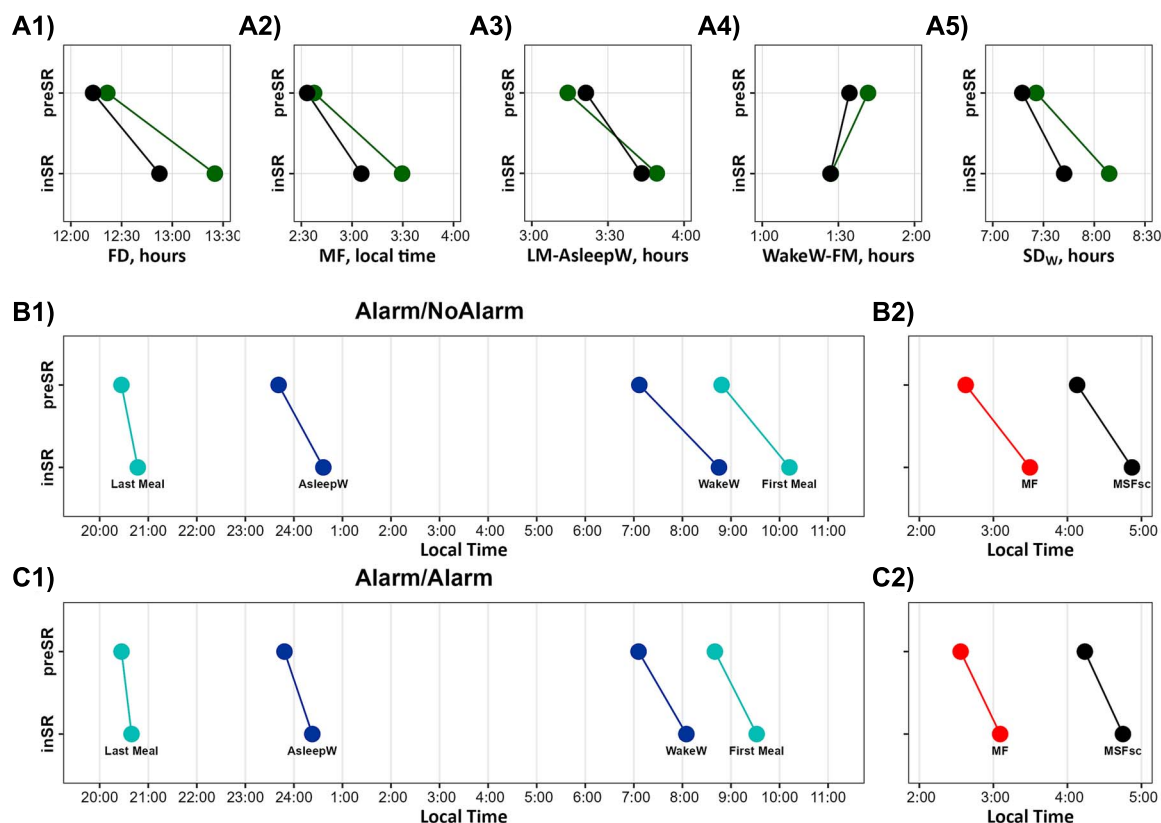 A1) A2) A3) A4) A5)
preSR
inSR
12:00 12:30 13:00 13:30
FD, hours
preSR
inSR
2:30 3:00 3:30 4:00
MF, local time
preSR
inSR
3:00 3:30 4:00
LM-AsleepW, hours
preSR
inSR
1:00 1:30 2:00
WakeW-FM, hours
preSR
inSR
7:00 7:30 8:00 8:30
SDW, hours
B1) Alarm/NoAlarm
preSR
inSR
Last Meal AsleepW WakeW First Meal
20:00 21:00 22:00 23:00 24:00 1:00 2:00 3:00 4:00 5:00 6:00 7:00 8:00 9:00 10:00 11:00
Local Time
B2)
MF MSFsc
2:00 3:00 4:00 5:00
Local Time
C1) Alarm/Alarm
preSR
inSR
Last Meal AsleepW WakeW First Meal
20:00 21:00 22:00 23:00 24:00 1:00 2:00 3:00 4:00 5:00 6:00 7:00 8:00 9:00 10:00 11:00
Local Time
C2)
MF MSFsc
2:00 3:00 4:00 5:00
Local Time